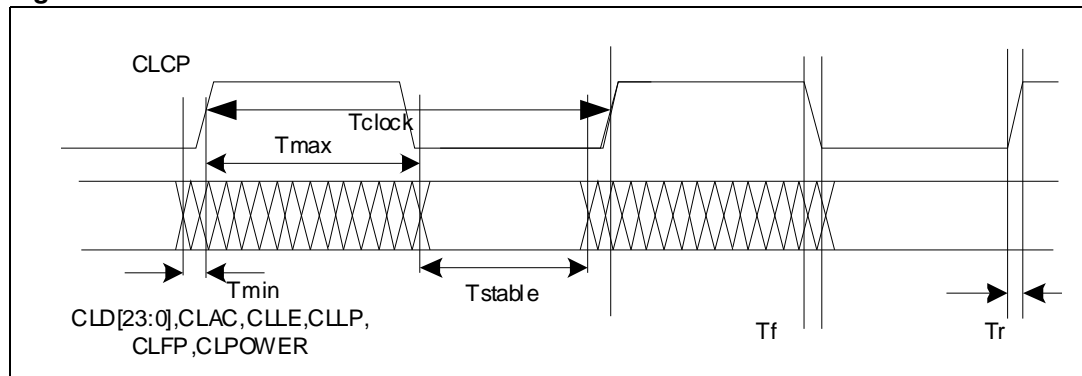 CLCP
Tclock
Tmax
Tmin
Tstable
CLD[23:0],CLAC,CLLE,CLLP,
CLFP,CLPOWER
Tf
Tr